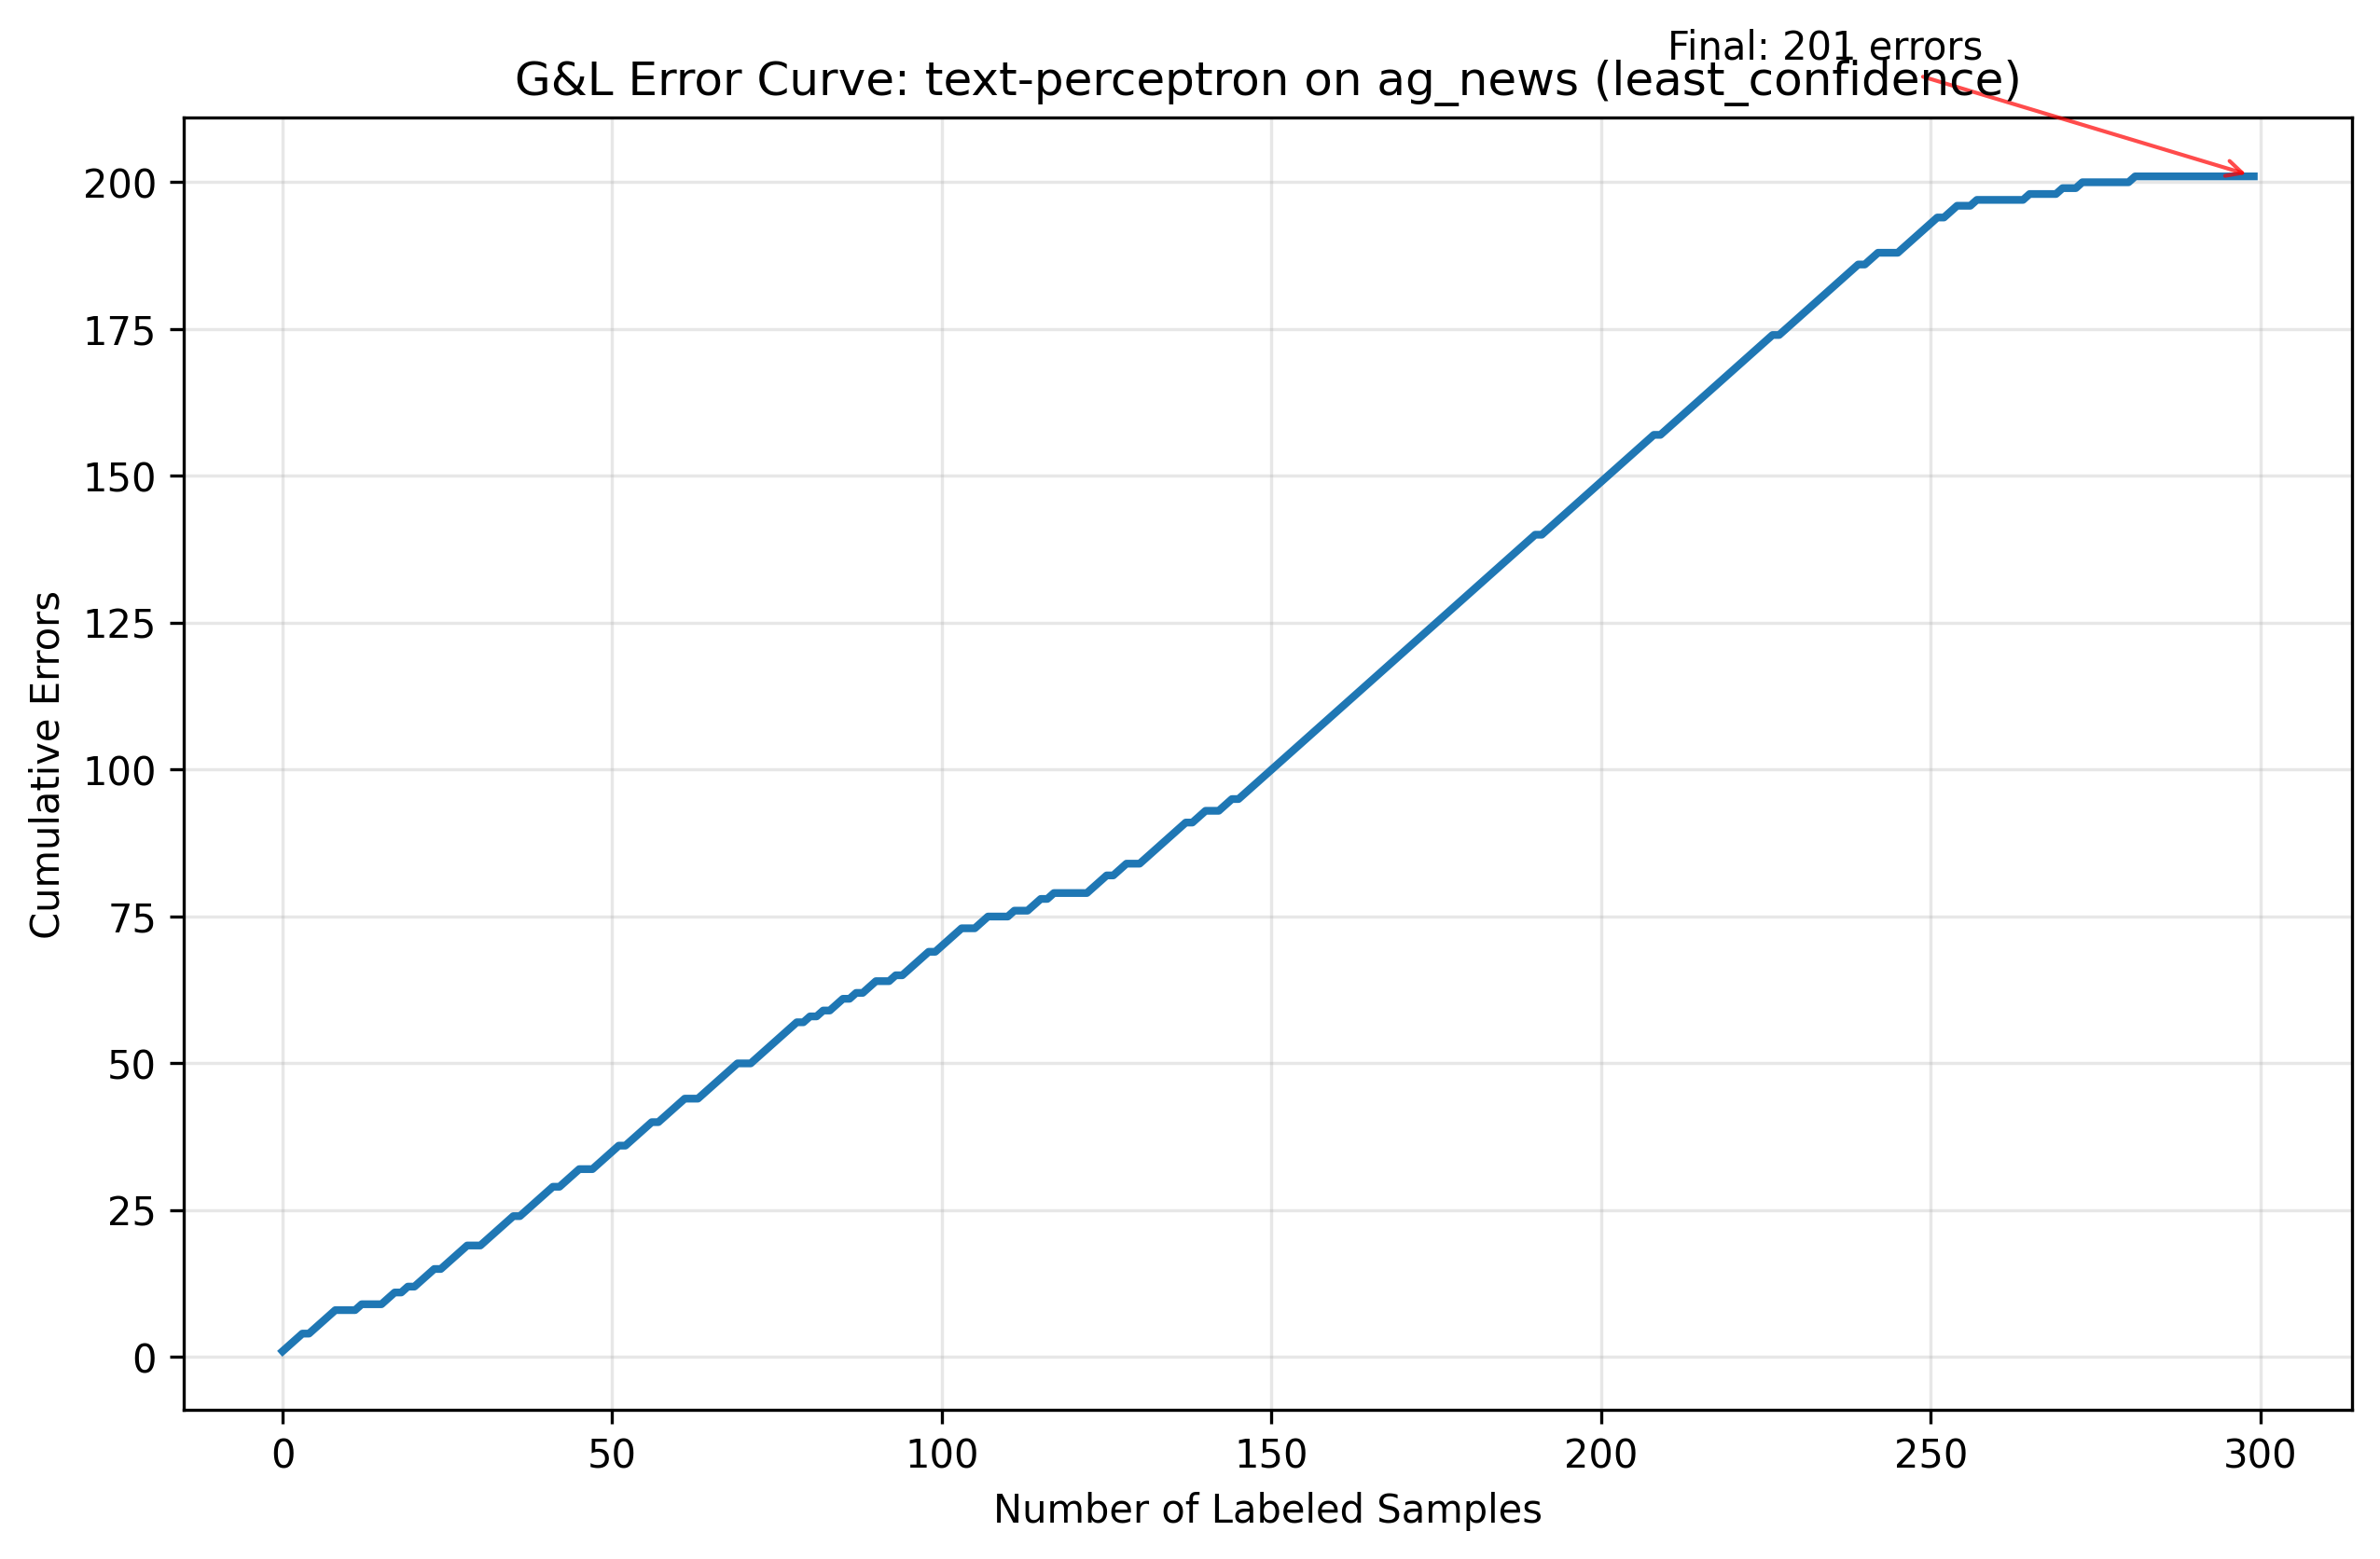 Final: 201 errors
G&L Error Curve: text-perceptron on ag_news (least_confidence)
200
175
150
125
100
75
50
25
0
Cumulative Errors
0 50 100 150 200 250 300
Number of Labeled Samples